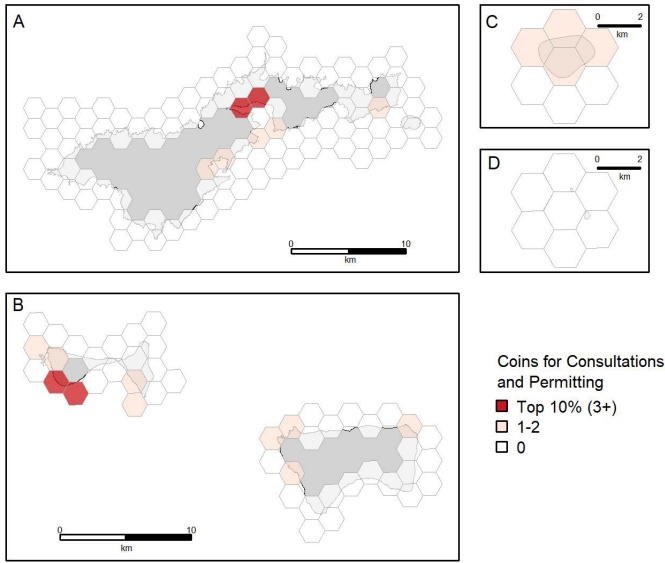 A
0 10
km
C
0 2
km
D
0 2
km
B
0 10
km
Coins for Consultations
and Permitting
Top 10% (3+)
1-2
0